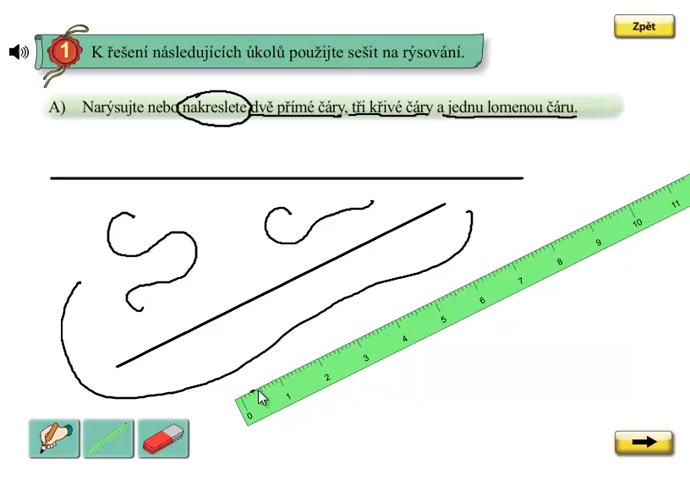 Zpět
1 K řešení následujících úkolů použijte sešit na rýsování.
A) Narýsujte nebo nakreslete dvě přímé čáry, tři křivé čáry a jednu lomenou čáru.
0 1 2 3 4 5 6 7 8 9 10 11